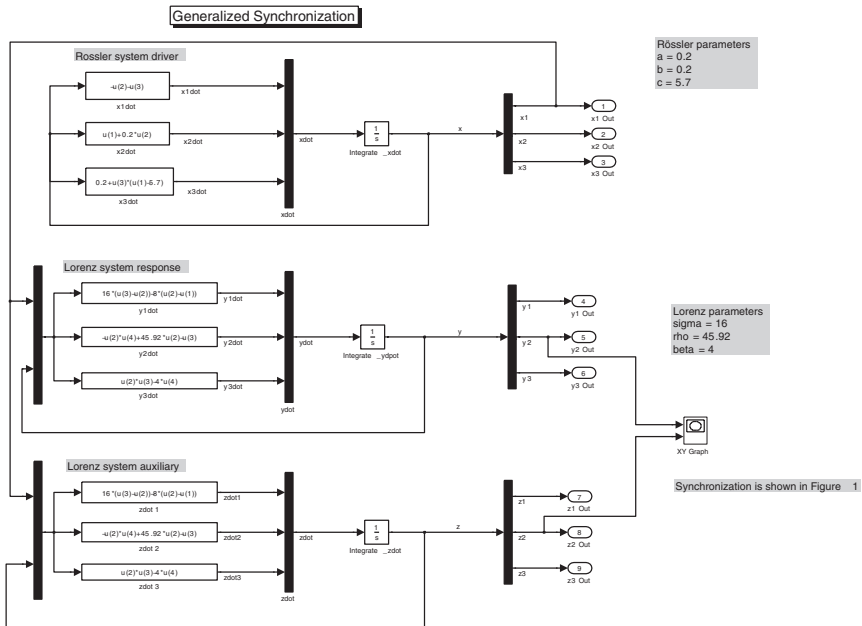 Generalized Synchronization
Rossler system driver
-u(2)-u(3)
x1dot
x1dot
u(1)+0.2*u(2)
x2dot
x2dot
0.2+u(3)*(u(1)-5.7)
x3dot
x3dot
xdot
xdot
1
s
Integrate _xdot
x
x1
x2
x3
1
x1 Out
2
x2 Out
3
x3 Out
Rössler parameters
a = 0.2
b = 0.2
c = 5.7
Lorenz system response
16*(u(3)-u(2))-8*(u(2)-u(1))
y1dot
y1dot
-u(2)*u(4)+45.92*u(2)-u(3)
y2dot
y2dot
u(2)*u(3)-4*u(4)
y3dot
y3dot
ydot
ydot
1
s
Integrate _ydpot
y
y1
y2
y3
4
y1 Out
5
y2 Out
6
y3 Out
Lorenz parameters
sigma = 16
rho = 45.92
beta = 4
XY Graph
Lorenz system auxiliary
16*(u(3)-u(2))-8*(u(2)-u(1))
zdot1
zdot 1
-u(2)*u(4)+45.92*u(2)-u(3)
zdot2
zdot 2
u(2)*u(3)-4*u(4)
zdot3
zdot 3
zdot
zdot
1
s
Integrate _zdot
z
z1
z2
z3
7
z1 Out
8
z2 Out
9
z3 Out
Synchronization is shown in Figure 1